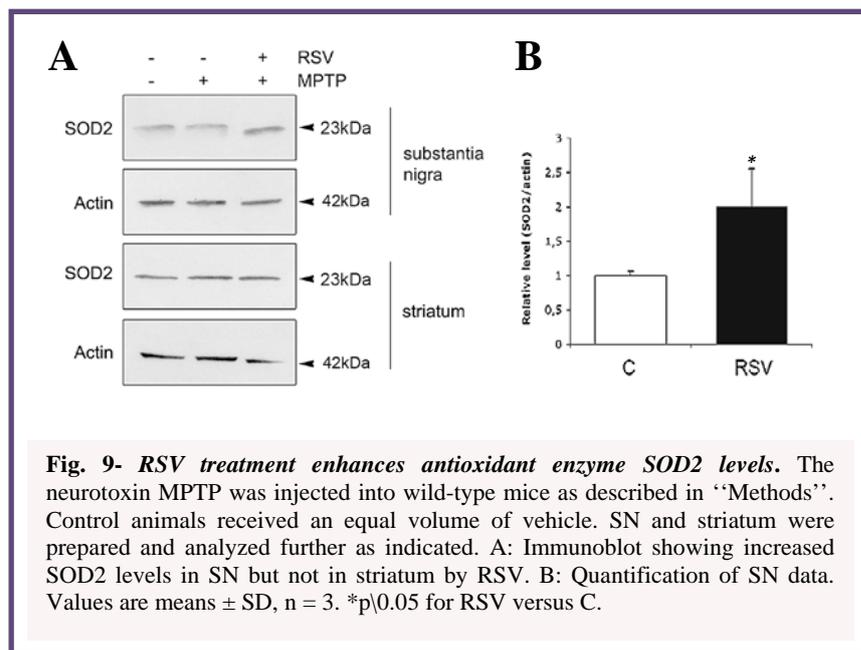 A
- - + RSV
- + + MPTP
SOD2
23kDa
substantia
nigra
Actin
42kDa
SOD2
23kDa
striatum
Actin
42kDa
B
Relative level (SOD2/actin)
3
2,5
2
1,5
1
0,5
0
*
C
RSV
Fig. 9- RSV treatment enhances antioxidant enzyme SOD2 levels. The
neurotoxin MPTP was injected into wild-type mice as described in ‘‘Methods’’.
Control animals received an equal volume of vehicle. SN and striatum were
prepared and analyzed further as indicated. A: Immunoblot showing increased
SOD2 levels in SN but not in striatum by RSV. B: Quantification of SN data.
Values are means ± SD, n = 3. *p\0.05 for RSV versus C.